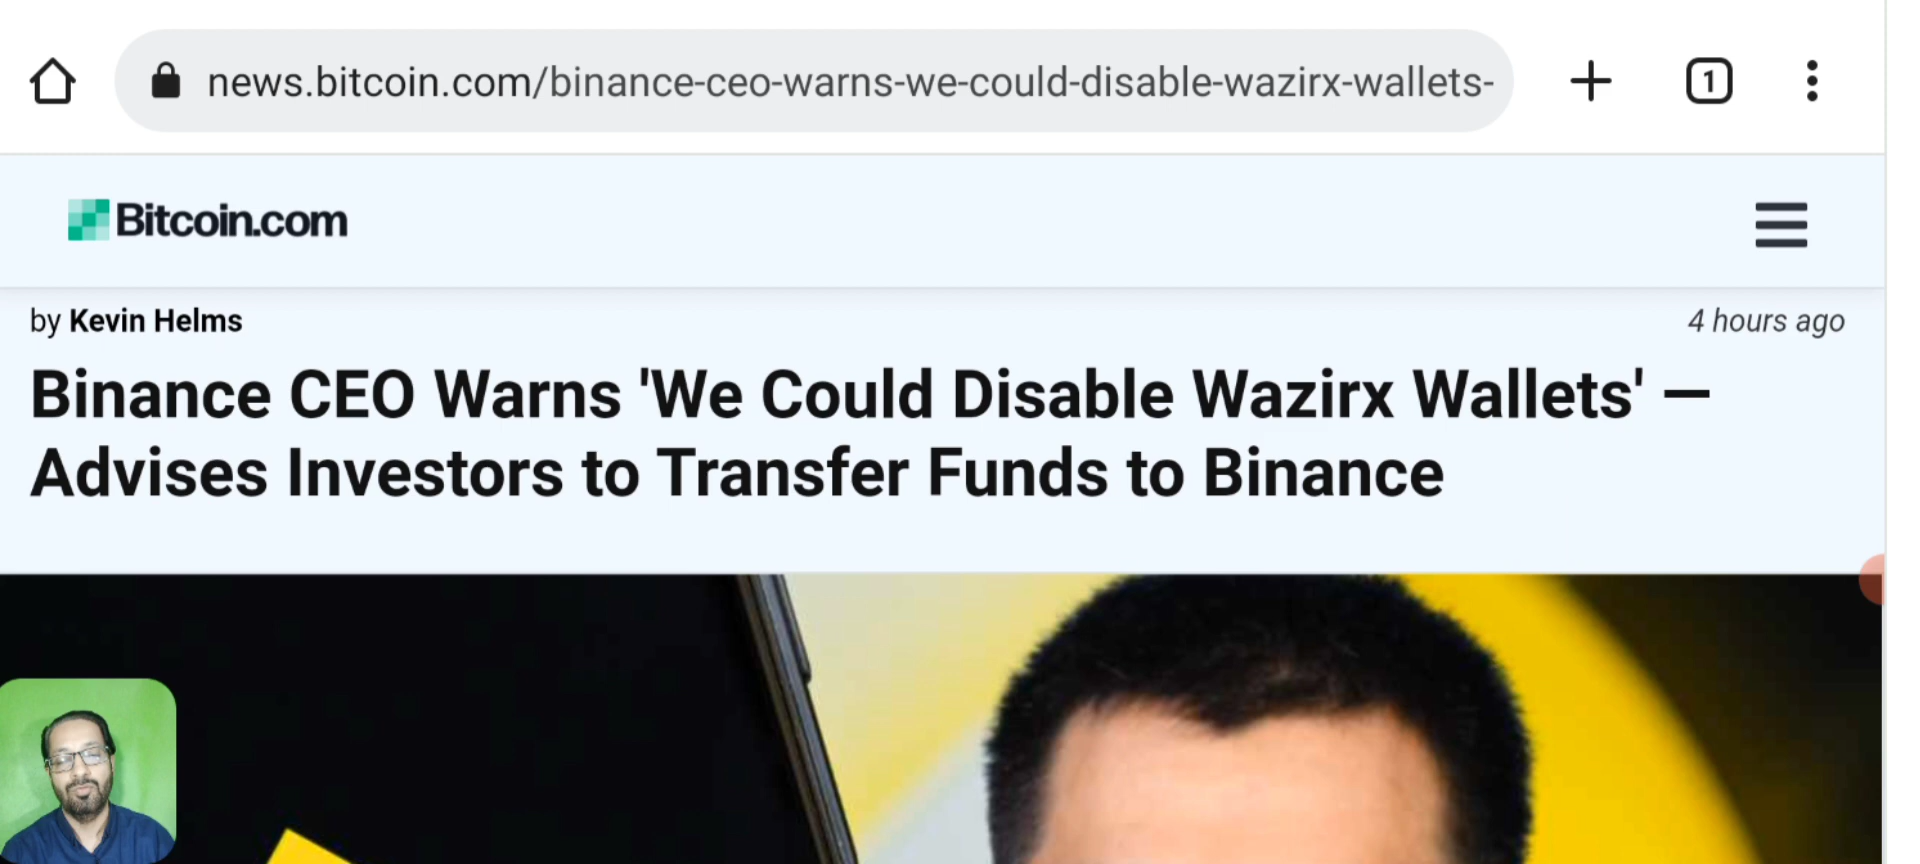 news.bitcoin.com/binance-ceo-warns-we-could-disable-wazirx-wallets-
1
Bitcoin.com
by Kevin Helms
4 hours ago
Binance CEO Warns 'We Could Disable Wazirx Wallets' —
Advises Investors to Transfer Funds to Binance